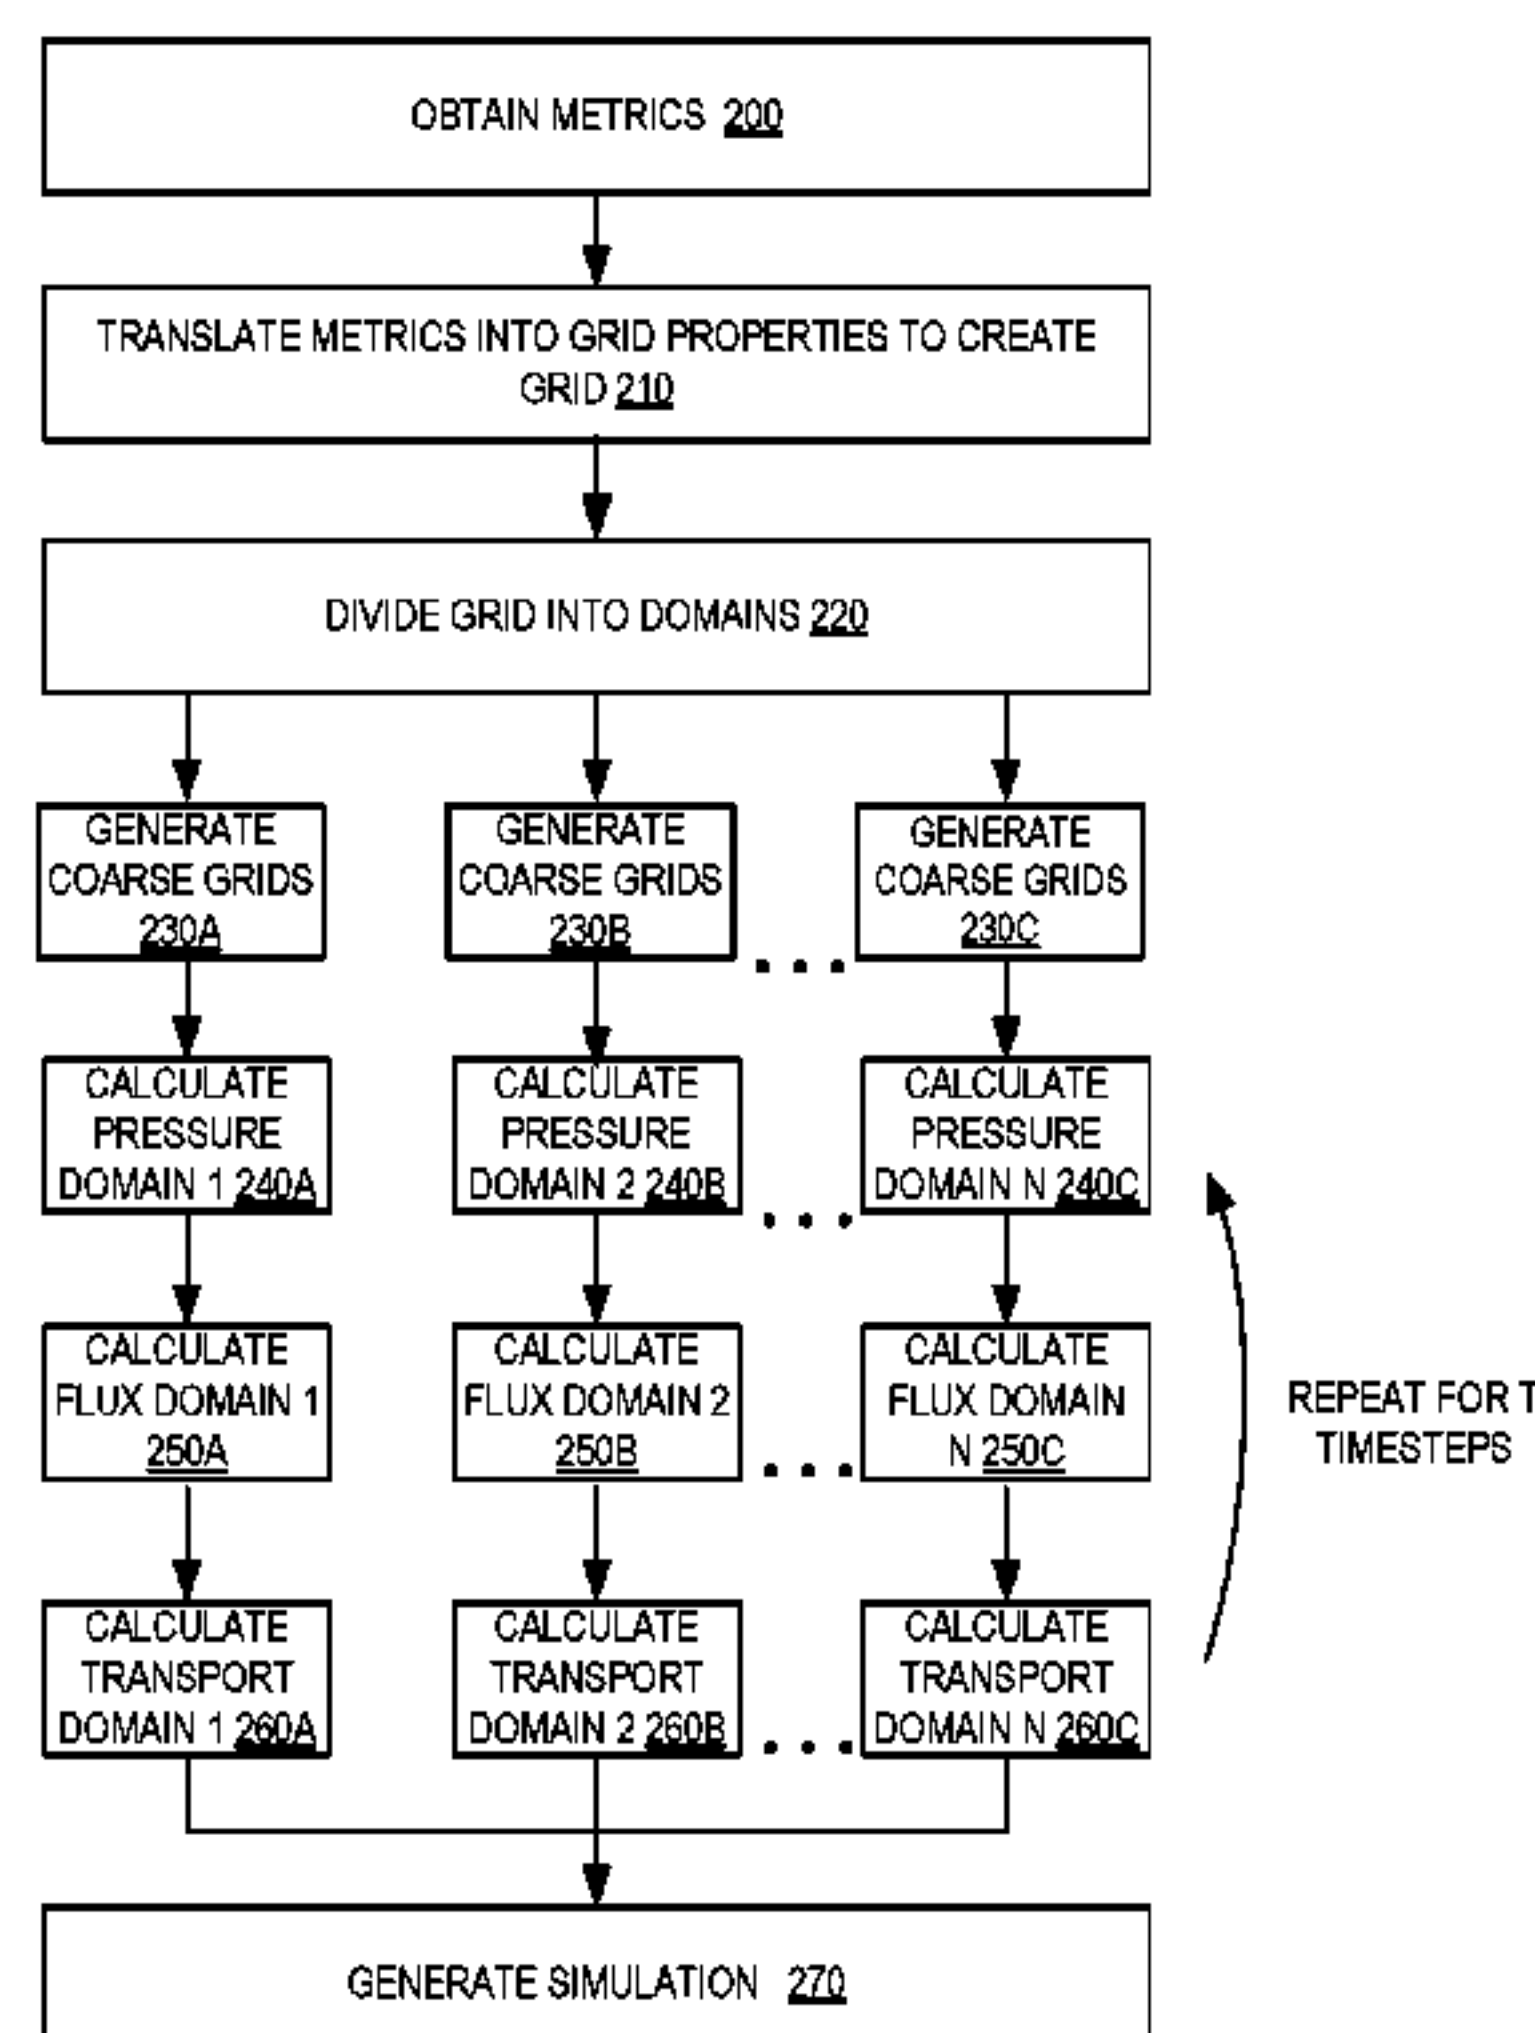 OBTAIN METRICS 200
TRANSLATE METRICS INTO GRID PROPERTIES TO CREATE
GRID 210
DIVIDE GRID INTO DOMAINS 220
GENERATE
COARSE GRIDS
230A
GENERATE
COARSE GRIDS
230B
. . .
GENERATE
COARSE GRIDS
230C
CALCULATE
PRESSURE
DOMAIN 1 240A
CALCULATE
PRESSURE
DOMAIN 2 240B
. . .
CALCULATE
PRESSURE
DOMAIN N 240C
CALCULATE
FLUX DOMAIN 1
250A
CALCULATE
FLUX DOMAIN 2
250B
. . .
CALCULATE
FLUX DOMAIN
N 250C
REPEAT FOR T
TIMESTEPS
CALCULATE
TRANSPORT
DOMAIN 1 260A
CALCULATE
TRANSPORT
DOMAIN 2 260B
. . .
CALCULATE
TRANSPORT
DOMAIN N 260C
GENERATE SIMULATION 270